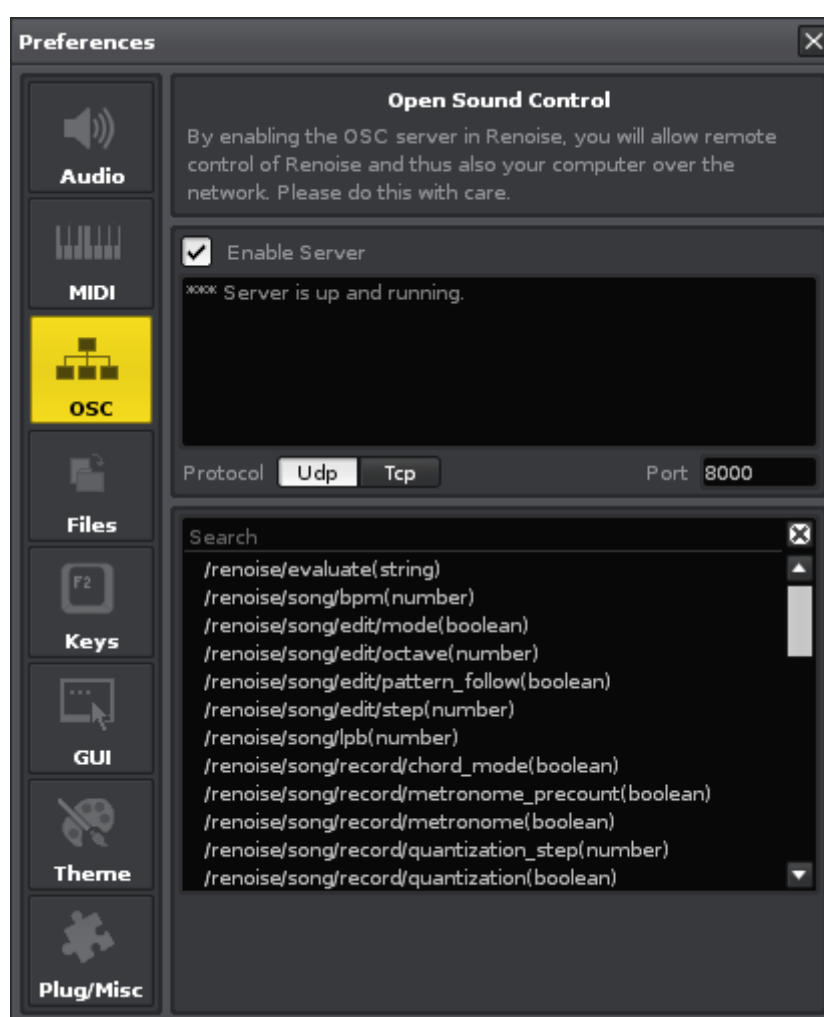 Preferences
Audio
MIDI
OSC
Files
F2
Keys
GUI
Theme
Plug/Misc
Open Sound Control
By enabling the OSC server in Renoise, you will allow remote
control of Renoise and thus also your computer over the
network. Please do this with care.
Enable Server
*** Server is up and running.
Protocol Udp Tcp Port 8000
Search
/renoise/evaluate(string)
/renoise/song/bpm(number)
/renoise/song/edit/mode(boolean)
/renoise/song/edit/octave(number)
/renoise/song/edit/pattern_follow(boolean)
/renoise/song/edit/step(number)
/renoise/song/lpb(number)
/renoise/song/record/chord_mode(boolean)
/renoise/song/record/metronome_precount(boolean)
/renoise/song/record/metronome(boolean)
/renoise/song/record/quantization_step(number)
/renoise/song/record/quantization(boolean)